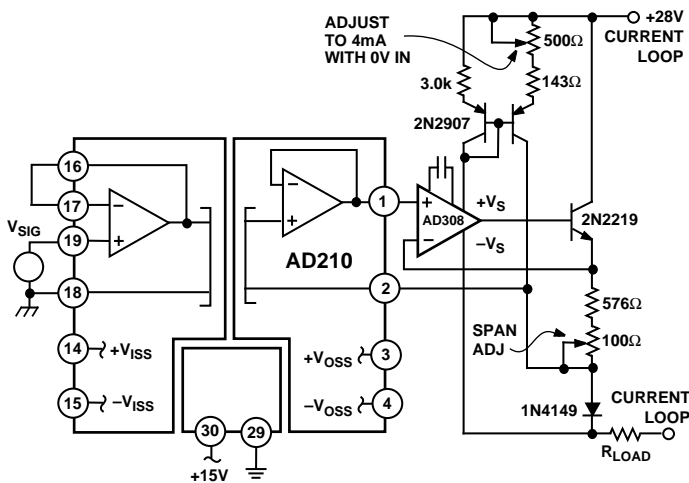 ADJUST
TO 4mA
WITH 0V IN
+28V
CURRENT
LOOP
500Ω
3.0k
143Ω
2N2907
16
17
VSIG
19
18
14
+VISS
15
−VISS
−
+
−
+
AD210
1
2
+VOSS
3
−VOSS
4
30
29
+15V
+
AD308
−
+VS
−VS
2N2219
576Ω
SPAN
ADJ
100Ω
1N4149
CURRENT
LOOP
RLOAD